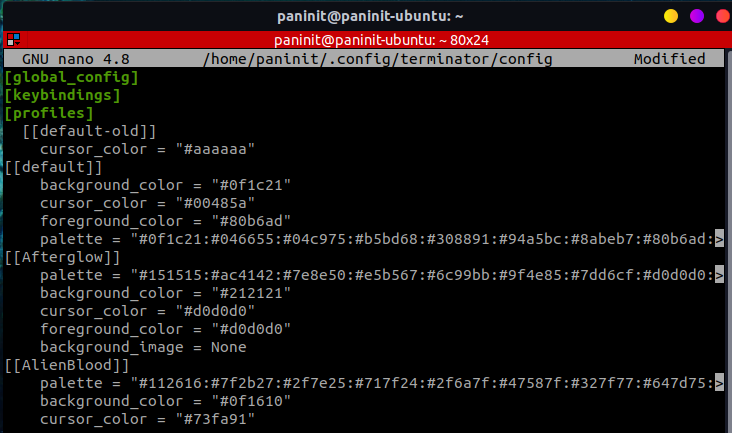 paninit@paninit-ubuntu: ~
paninit@paninit-ubuntu: ~ 80x24
GNU nano 4.8 /home/paninit/.config/terminator/config Modified
[global_config]
[keybindings]
[profiles]
[[default-old]]
cursor_color = "#aaaaaa"
[[default]]
background_color = "#0f1c21"
cursor_color = "#00485a"
foreground_color = "#80b6ad"
palette = "#0f1c21:#046655:#04c975:#b5bd68:#308891:#94a5bc:#8abeb7:#80b6ad:>
[[Afterglow]]
palette = "#151515:#ac4142:#7e8e50:#e5b567:#6c99bb:#9f4e85:#7dd6cf:#d0d0d0:>
background_color = "#212121"
cursor_color = "#d0d0d0"
foreground_color = "#d0d0d0"
background_image = None
[[AlienBlood]]
palette = "#112616:#7f2b27:#2f7e25:#717f24:#2f6a7f:#47587f:#327f77:#647d75:>
background_color = "#0f1610"
cursor_color = "#73fa91"